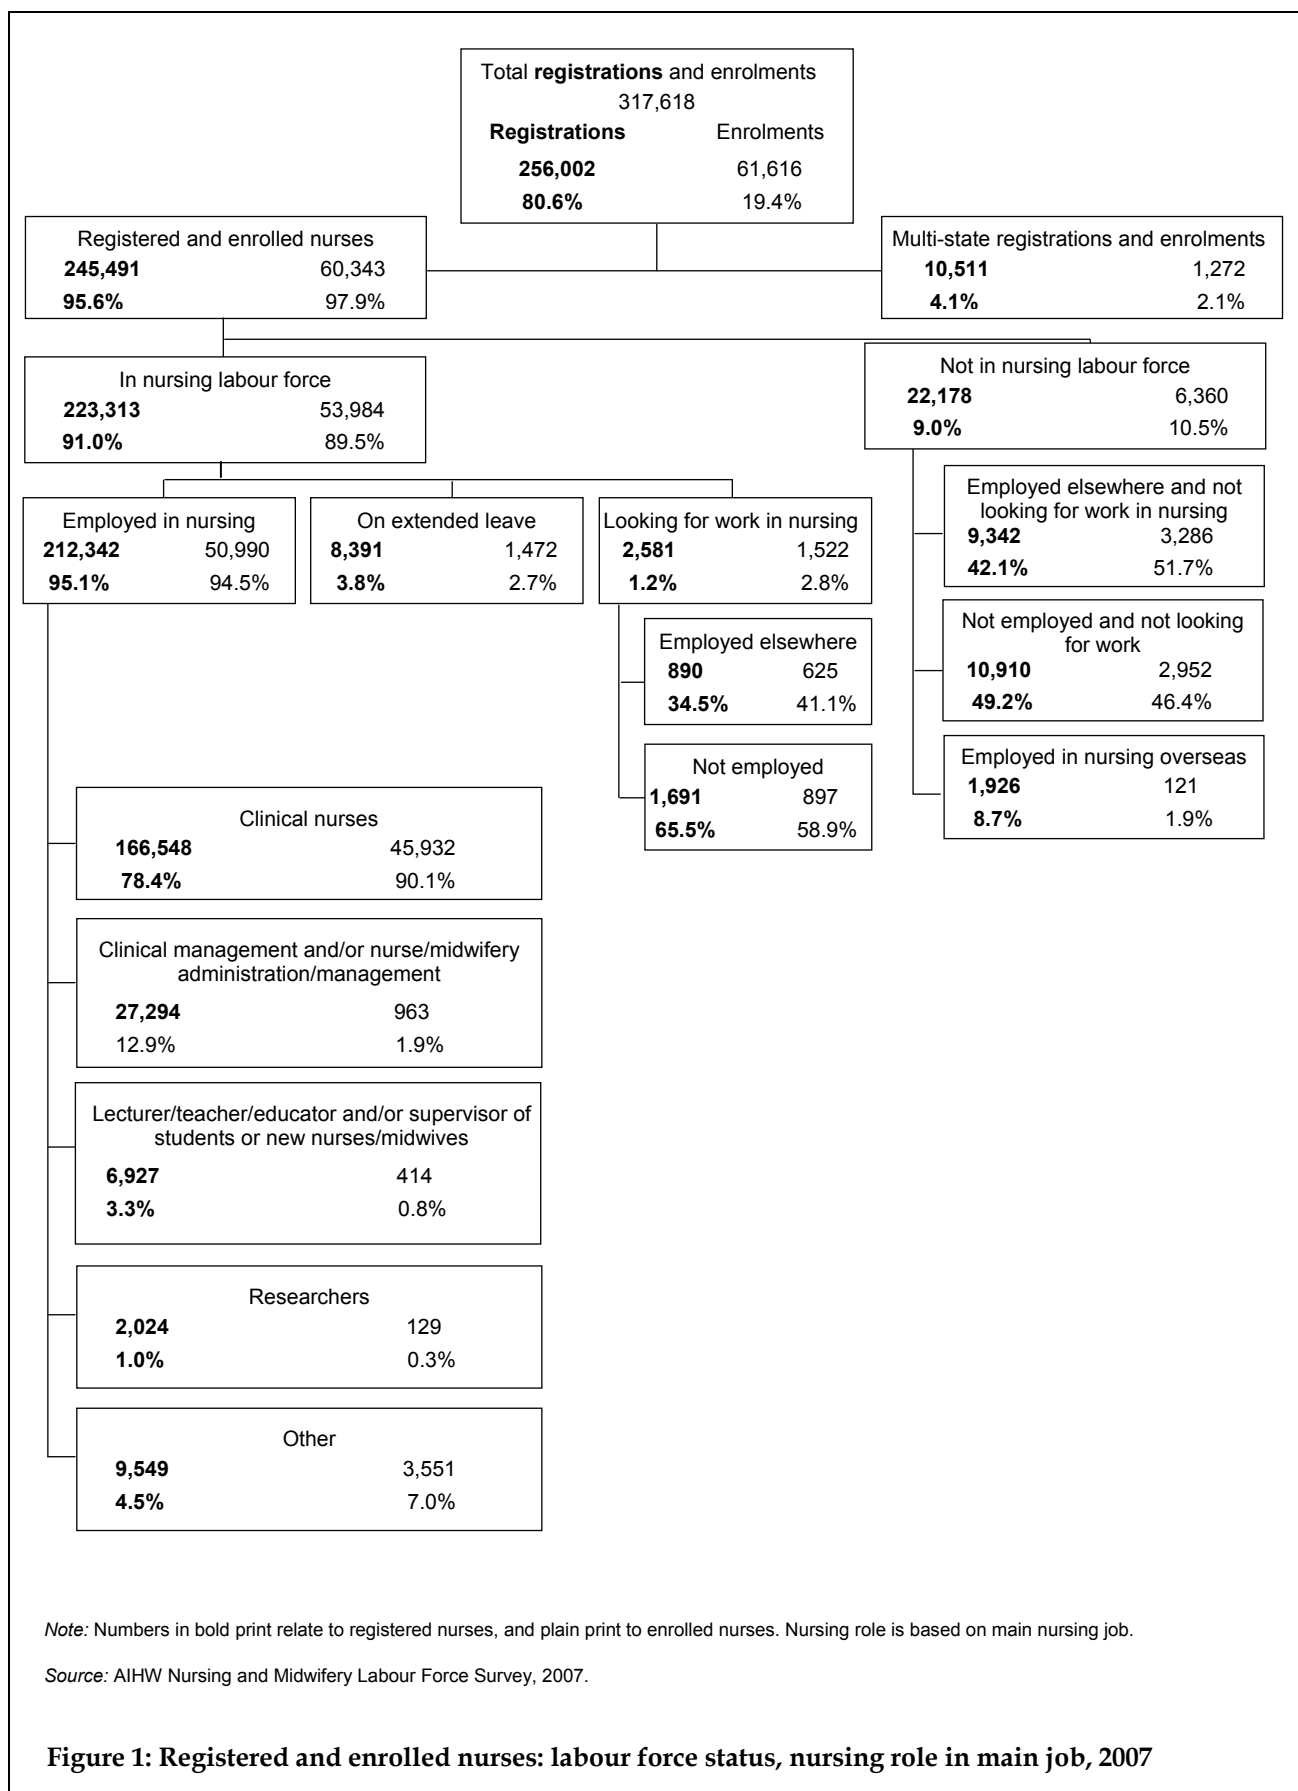 Total registrations and enrolments
317,618
Registrations Enrolments
256,002 61,616
80.6% 19.4%
Registered and enrolled nurses
245,491 60,343
95.6% 97.9%
Multi-state registrations and enrolments
10,511 1,272
4.1% 2.1%
In nursing labour force
223,313 53,984
91.0% 89.5%
Not in nursing labour force
22,178 6,360
9.0% 10.5%
Employed in nursing
212,342 50,990
95.1% 94.5%
On extended leave
8,391 1,472
3.8% 2.7%
Looking for work in nursing
2,581 1,522
1.2% 2.8%
Employed elsewhere and not
looking for work in nursing
9,342 3,286
42.1% 51.7%
Employed elsewhere
890 625
34.5% 41.1%
Not employed and not looking
for work
10,910 2,952
49.2% 46.4%
Not employed
1,691 897
65.5% 58.9%
Employed in nursing overseas
1,926 121
8.7% 1.9%
Clinical nurses
166,548 45,932
78.4% 90.1%
Clinical management and/or nurse/midwifery
administration/management
27,294 963
12.9% 1.9%
Lecturer/teacher/educator and/or supervisor of
students or new nurses/midwives
6,927 414
3.3% 0.8%
Researchers
2,024 129
1.0% 0.3%
Other
9,549 3,551
4.5% 7.0%
Note: Numbers in bold print relate to registered nurses, and plain print to enrolled nurses. Nursing role is based on main nursing job.
Source: AIHW Nursing and Midwifery Labour Force Survey, 2007.
Figure 1: Registered and enrolled nurses: labour force status, nursing role in main job, 2007